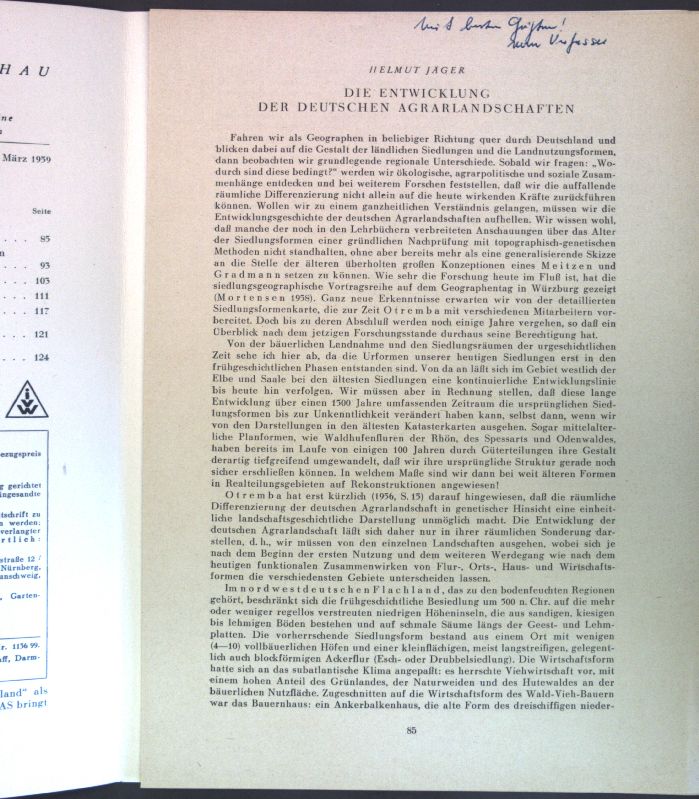 HAU
ne
n
März 1959
Seite
. . . . 85
n
. . . . 93
. . . . 103
. . . . 111
. . . . 117
. . . . 121
. . . . 124
ezugspreis
g gerichtet
ingesandte
tschrift zu
n werden;
verlangter
rtlich:
straße 12 /
Nürnberg,
anschweig,
, Garten-
r. 1136 99.
aff, Darm-
land" als
AS bringt
Mit besten Grüßen!
vom Verfasser
HELMUT JÄGER
DIE ENTWICKLUNG
DER DEUTSCHEN AGRARLANDSCHAFTEN
Fahren wir als Geographen in beliebiger Richtung quer durch Deutschland und
blicken dabei auf die Gestalt der ländlichen Siedlungen und die Landnutzungsformen,
dann beobachten wir grundlegende regionale Unterschiede. Sobald wir fragen: „Wo-
durch sind diese bedingt?" werden wir ökologische, agrarpolitische und soziale Zusam-
menhänge entdecken und bei weiterem Forschen feststellen, daß wir die auffallende
räumliche Differenzierung nicht allein auf die heute wirkenden Kräfte zurückführen
können. Wollen wir zu einem ganzheitlichen Verständnis gelangen, müssen wir die
Entwicklungsgeschichte der deutschen Agrarlandschaften aufhellen. Wir wissen wohl,
daß manche der noch in den Lehrbüchern verbreiteten Anschauungen über das Alter
der Siedlungsformen einer gründlichen Nachprüfung mit topographisch-genetischen
Methoden nicht standhalten, ohne aber bereits mehr als eine generalisierende Skizze
an die Stelle der älteren überholten großen Konzeptionen eines Meitzen und
Gradmann setzen zu können. Wie sehr die Forschung heute im Fluß ist, hat die
siedlungsgeographische Vortragsreihe auf dem Geographentag in Würzburg gezeigt
(Mortensen 1958). Ganz neue Erkenntnisse erwarten wir von der detaillierten
Siedlungsformenkarte, die zur Zeit Otremba mit verschiedenen Mitarbeitern vor-
bereitet. Doch bis zu deren Abschluß werden noch einige Jahre vergehen, so daß ein
Überblick nach dem jetzigen Forschungsstande durchaus seine Berechtigung hat.
Von der bäuerlichen Landnahme und den Siedlungsräumen der urgeschichtlichen
Zeit sehe ich hier ab, da die Urformen unserer heutigen Siedlungen erst in den
frühgeschichtlichen Phasen entstanden sind. Von da an läßt sich im Gebiet westlich der
Elbe und Saale bei den ältesten Siedlungen eine kontinuierliche Entwicklungslinie
bis heute hin verfolgen. Wir müssen aber in Rechnung stellen, daß diese lange
Entwicklung über einen 1500 Jahre umfassenden Zeitraum die ursprünglichen Sied-
lungsformen bis zur Unkenntlichkeit verändert haben kann, selbst dann, wenn wir
von den Darstellungen in den ältesten Katasterkarten ausgehen. Sogar mittelalter-
liche Planformen, wie Waldhufenfluren der Rhön, des Spessarts und Odenwaldes,
haben bereits im Laufe von einigen 100 Jahren durch Güterteilungen ihre Gestalt
derartig tiefgreifend umgewandelt, daß wir ihre ursprüngliche Struktur gerade noch
sicher erschließen können. In welchem Maße sind wir dann bei weit älteren Formen
in Realteilungsgebieten auf Rekonstruktionen angewiesen!
Otremba hat erst kürzlich (1956, S. 15) darauf hingewiesen, daß die räumliche
Differenzierung der deutschen Agrarlandschaft in genetischer Hinsicht eine einheit-
liche landschaftsgeschichtliche Darstellung unmöglich macht. Die Entwicklung der
deutschen Agrarlandschaft läßt sich daher nur in ihrer räumlichen Sonderung dar-
stellen, d. h., wir müssen von den einzelnen Landschaften ausgehen, wobei sich je
nach dem Beginn der ersten Nutzung und dem weiteren Werdegang wie nach dem
heutigen funktionalen Zusammenwirken von Flur-, Orts-, Haus- und Wirtschafts-
formen die verschiedensten Gebiete unterscheiden lassen.
Im nordwestdeutschen Flachland, das zu den bodenfeuchten Regionen
gehört, beschränkt sich die frühgeschichtliche Besiedlung um 500 n. Chr. auf die mehr
oder weniger regellos verstreuten niedrigen Höheninseln, die aus sandigen, kiesigen
bis lehmigen Böden bestehen und auf schmale Säume längs der Geest- und Lehm-
platten. Die vorherrschende Siedlungsform bestand aus einem Ort mit wenigen
(4—10) vollbäuerlichen Höfen und einer kleinflächigen, meist langstreifigen, gelegent-
lich auch blockförmigen Ackerflur (Esch- oder Drubbelsiedlung). Die Wirtschaftsform
hatte sich an das subatlantische Klima angepaßt: es herrschte Viehwirtschaft vor, mit
einem hohen Anteil des Grünlandes, der Naturweiden und des Hutewaldes an der
bäuerlichen Nutzfläche. Zugeschnitten auf die Wirtschaftsform des Wald-Vieh-Bauern
war das Bauernhaus: ein Ankerbalkenhaus, die alte Form des dreischiffigen nieder-
85